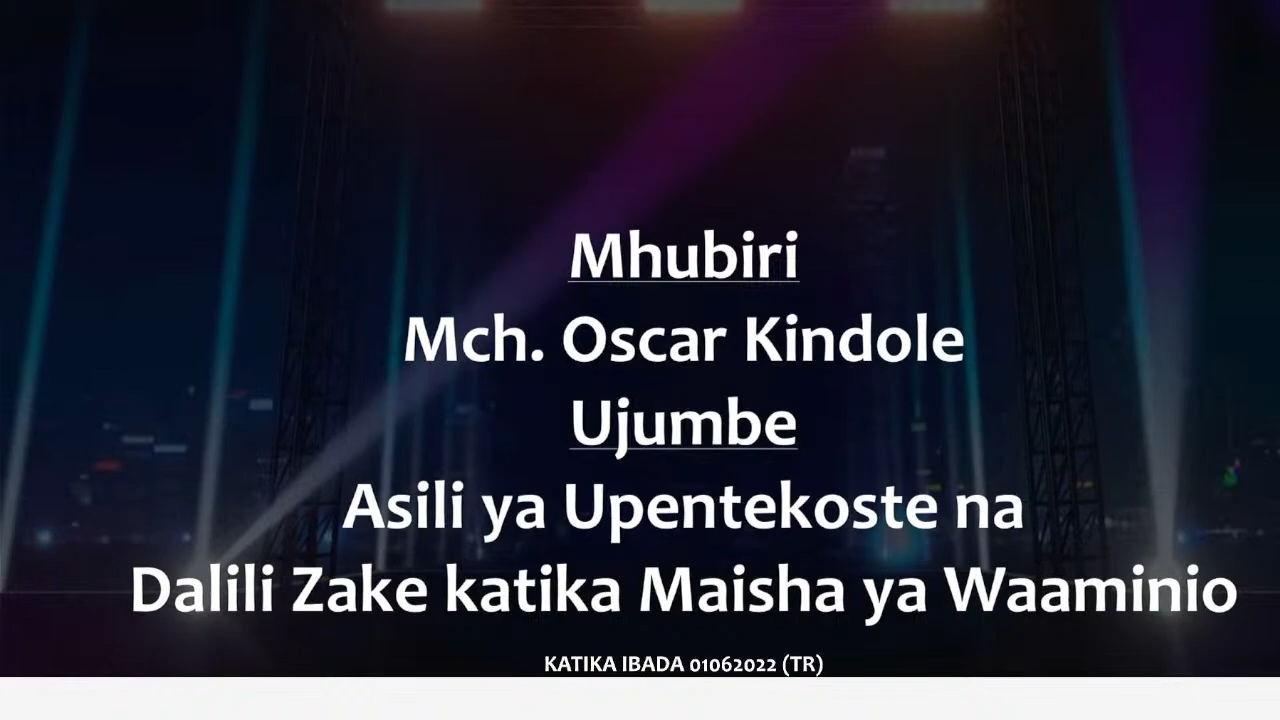 Mhubiri
Mch. Oscar Kindole
Ujumbe
Asili ya Upentekoste na
Dalili Zake katika Maisha ya Waaminio
KATIKA IBADA 01062022 (TR)